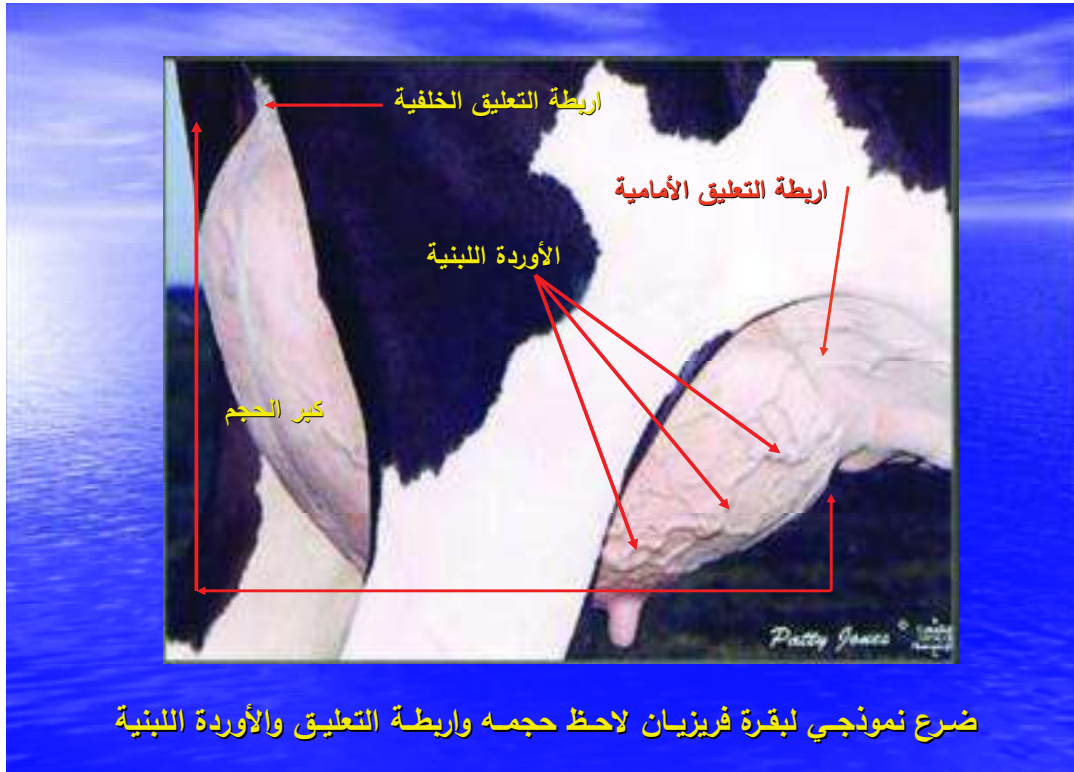 اربطة التعليق الخلفية
اربطة التعليق الأمامية
الأوردة اللبنية
كبر الحجم
Patty Jones ©
ضرع نموذجي لبقرة فريزيان لاحظ حجمه واربطة التعليق والأوردة اللبنية